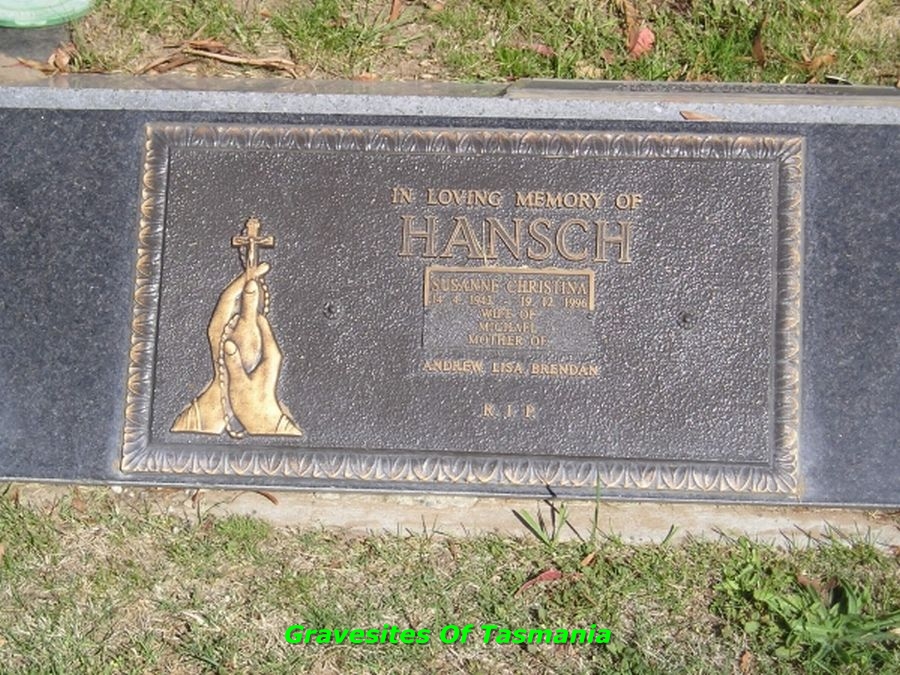 IN LOVING MEMORY OF
HANSCH
SUSANNE CHRISTINA
14 4 1943 - 19 12 1996
WIFE OF
MICHAEL
MOTHER OF
ANDREW, LISA, BRENDAN
R. I. P.
Gravesites Of Tasmania